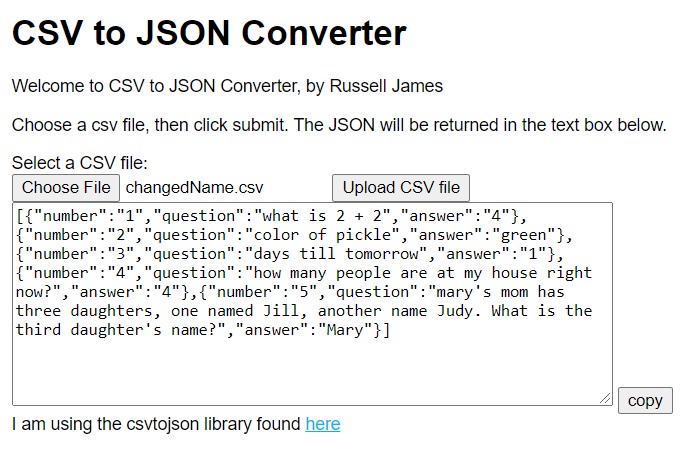 CSV to JSON Converter
Welcome to CSV to JSON Converter, by Russell James
Choose a csv file, then click submit. The JSON will be returned in the text box below.
Select a CSV file:
Choose File changedName.csv Upload CSV file
[{"number":"1","question":"what is 2 + 2","answer":"4"},
{"number":"2","question":"color of pickle","answer":"green"},
{"number":"3","question":"days till tomorrow","answer":"1"},
{"number":"4","question":"how many people are at my house right
now?","answer":"4"},{"number":"5","question":"mary's mom has
three daughters, one named Jill, another name Judy. What is the
third daughter's name?","answer":"Mary"}]
copy
I am using the csvtojson library found here